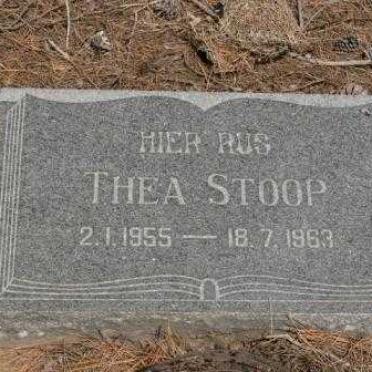 HIER RUS
THEA STOOP
2.1.1955 — 18.7.1963